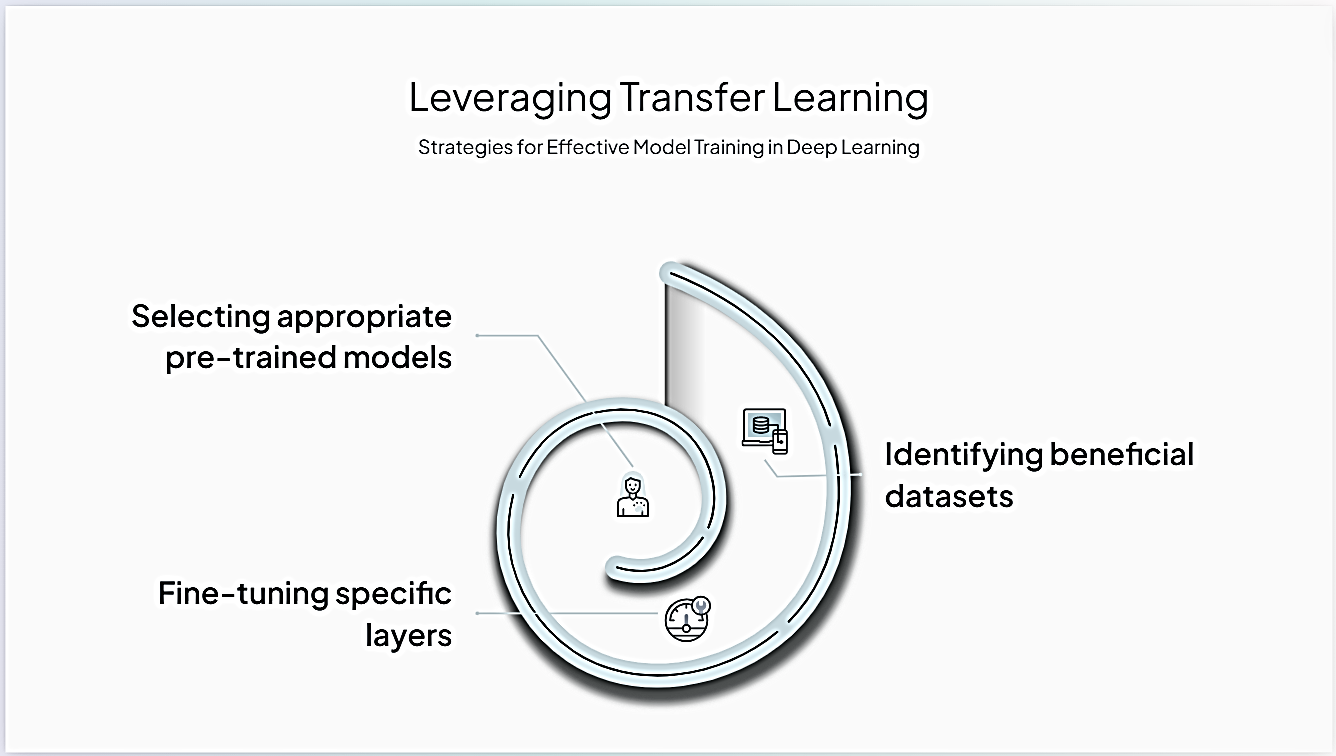 Leveraging Transfer Learning
Strategies for Effective Model Training in Deep Learning
Selecting appropriate
pre-trained models
Identifying beneficial
datasets
Fine-tuning specific
layers